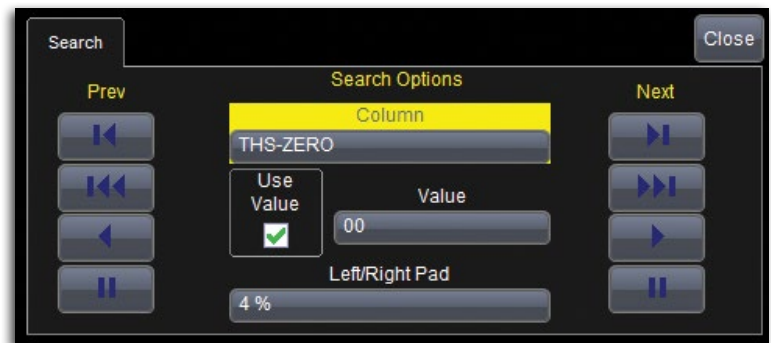 Search
Close
Prev
Search Options
Next
Column
THS-ZERO
Use
Value
Value
00
Left/Right Pad
4 %